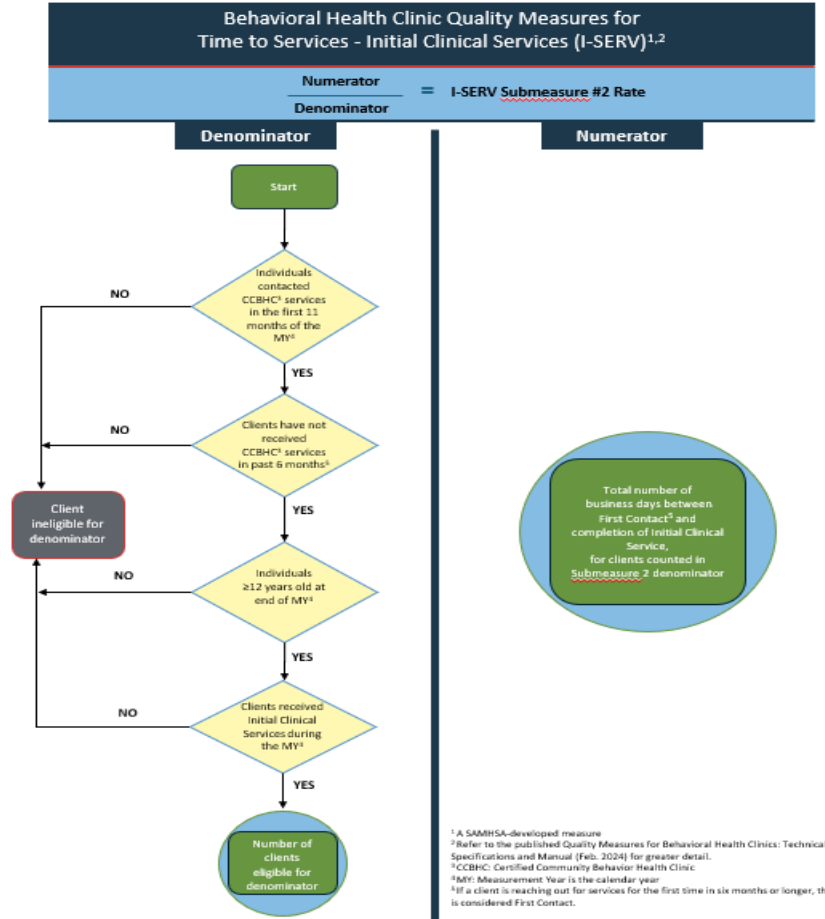 Behavioral Health Clinic Quality Measures for
Time to Services - Initial Clinical Services (I-SERV)¹,²
Numerator
Denominator
= I-SERV Submeasure #2 Rate
Denominator
Numerator
Start
Individuals
contacted
CCBHC³ services
in the first 11
months of the
MY⁴
NO
YES
Clients have not
received
CCBHC³ services
in past 6 months⁵
NO
YES
Client
ineligible for
denominator
Individuals
≥12 years old at
end of MY⁴
NO
YES
Clients received
Initial Clinical
Services during
the MY⁴
NO
YES
Number of
clients
eligible for
denominator
Total number of
business days between
First Contact⁵ and
completion of Initial Clinical
Service,
for clients counted in
Submeasure 2 denominator
¹ A SAMHSA-developed measure
² Refer to the published Quality Measures for Behavioral Health Clinics: Technical
Specifications and Manual (Feb. 2024) for greater detail.
³ CCBHC: Certified Community Behavior Health Clinic
⁴ MY: Measurement Year is the calendar year
⁵ If a client is reaching out for services for the first time in six months or longer, th
is considered First Contact.